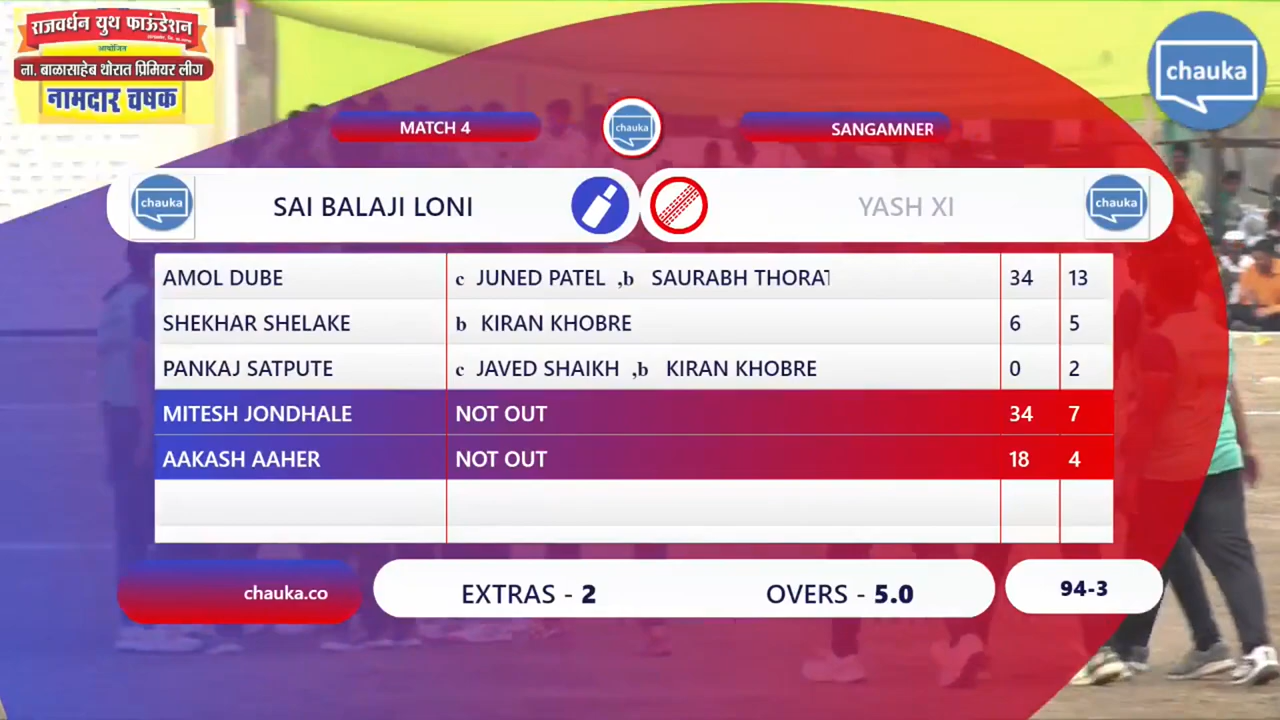 राजवर्धन युथ फाऊंडेशन
आयोजित
ना. बाळासाहेब थोरात प्रिमियर लीग
नामदार चषक
chauka
MATCH 4
chauka
SANGAMNER
chauka
SAI BALAJI LONI
YASH XI
chauka
AMOL DUBE c JUNED PATEL ,b SAURABH THORAT 34 13
SHEKHAR SHELAKE b KIRAN KHOBRE 6 5
PANKAJ SATPUTE c JAVED SHAIKH ,b KIRAN KHOBRE 0 2
MITESH JONDHALE NOT OUT 34 7
AAKASH AAHER NOT OUT 18 4
chauka.co
EXTRAS - 2
OVERS - 5.0
94-3